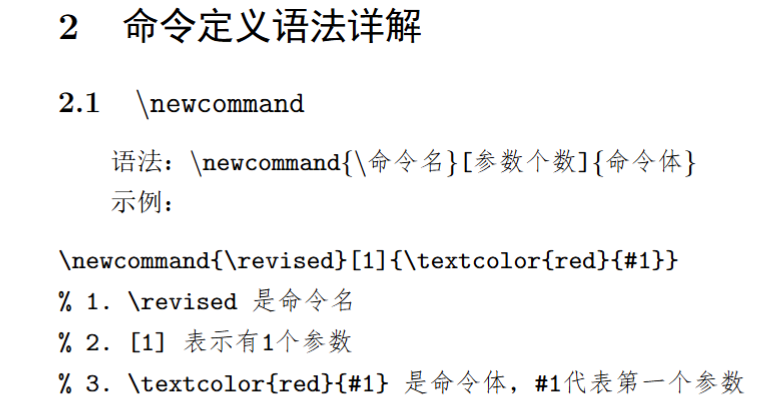 2 命令定义语法详解
2.1 \newcommand
语法：\newcommand{\命令名}[参数个数]{命令体}
示例：
\newcommand{\revised}[1]{\textcolor{red}{#1}}
% 1. \revised 是命令名
% 2. [1] 表示有1个参数
% 3. \textcolor{red}{#1} 是命令体，#1代表第一个参数